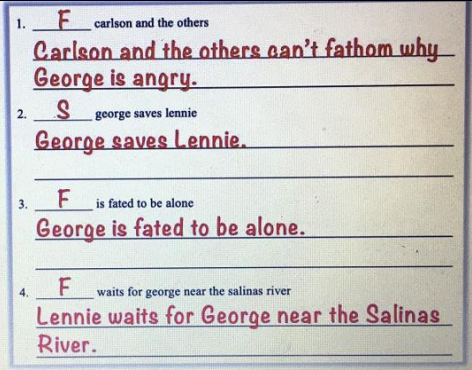 1. F carlson and the others
Carlson and the others can't fathom why
George is angry.
2. S george saves lennie
George saves Lennie.
3. F is fated to be alone
George is fated to be alone.
4. F waits for george near the salinas river
Lennie waits for George near the Salinas
River.